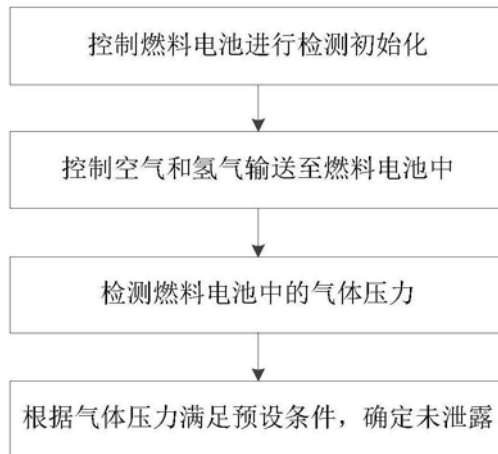 控制燃料电池进行检测初始化
控制空气和氢气输送至燃料电池中
检测燃料电池中的气体压力
根据气体压力满足预设条件，确定未泄露